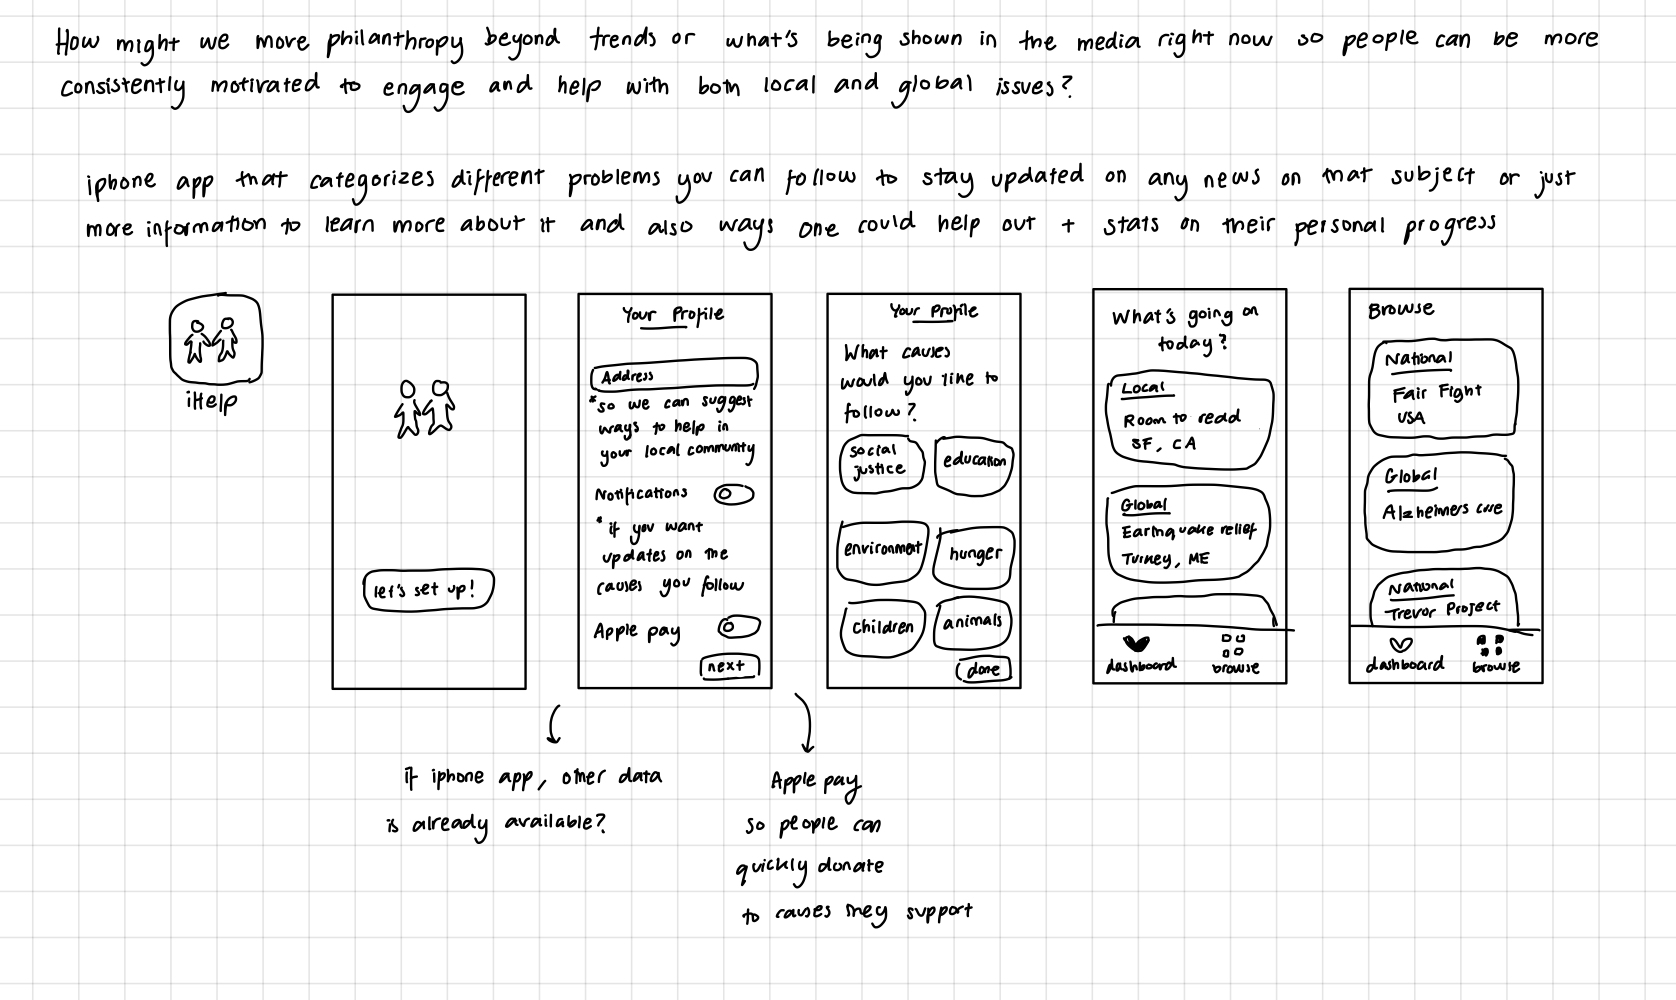 How might we more philanthropy beyond trends or what's being shown in the media right now so people can be more
consistently motivated to engage and help with both local and global issues?
iphone app that categorizes different problems you can follow to stay updated on any news on that subject or just
more information to learn more about it and also ways one could help out + stats on their personal progress
iHelp
let's set up!
Your Profile
Address
*so we can suggest
ways to help in
your local community
Notifications
* if you want
updates on the
causes you follow
Apple pay
next
Your Profile
What causes
would you like to
follow?
social
justice
education
environment
hunger
children
animals
done
What's going on
today?
Local
Room to read
SF, CA
Global
Earthquake relief
Turkey, ME
dashboard
browse
Browse
National
Fair Fight
USA
Global
Alzheimers care
National
Trevor Project
dashboard
browse
if iphone app, other data
is already available?
Apple pay
so people can
quickly donate
to causes they support